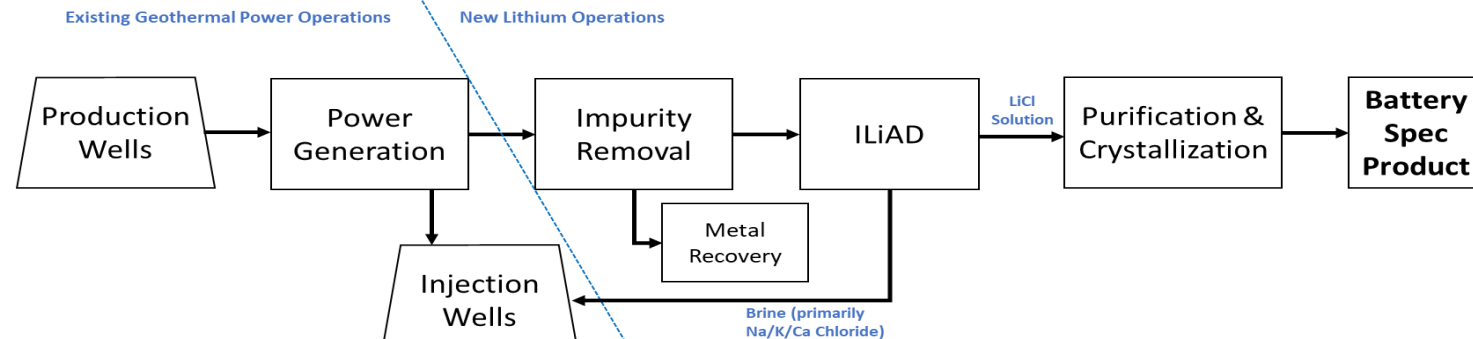 Existing Geothermal Power Operations
New Lithium Operations
Production
Wells
Power
Generation
Impurity
Removal
ILiAD
LiCl
Solution
Purification &
Crystallization
Battery
Spec
Product
Metal
Recovery
Injection
Wells
Brine (primarily
Na/K/Ca Chloride)